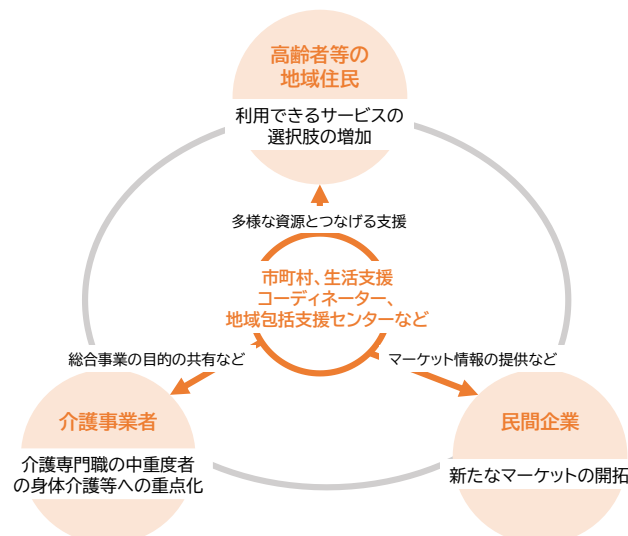 高齢者等の
地域住民
利用できるサービスの
選択肢の増加
多様な資源とつなげる支援
市町村、生活支援
コーディネーター、
地域包括支援センターなど
総合事業の目的の共有など
マーケット情報の提供など
介護事業者
介護専門職の中重度者
の身体介護等への重点化
民間企業
新たなマーケットの開拓